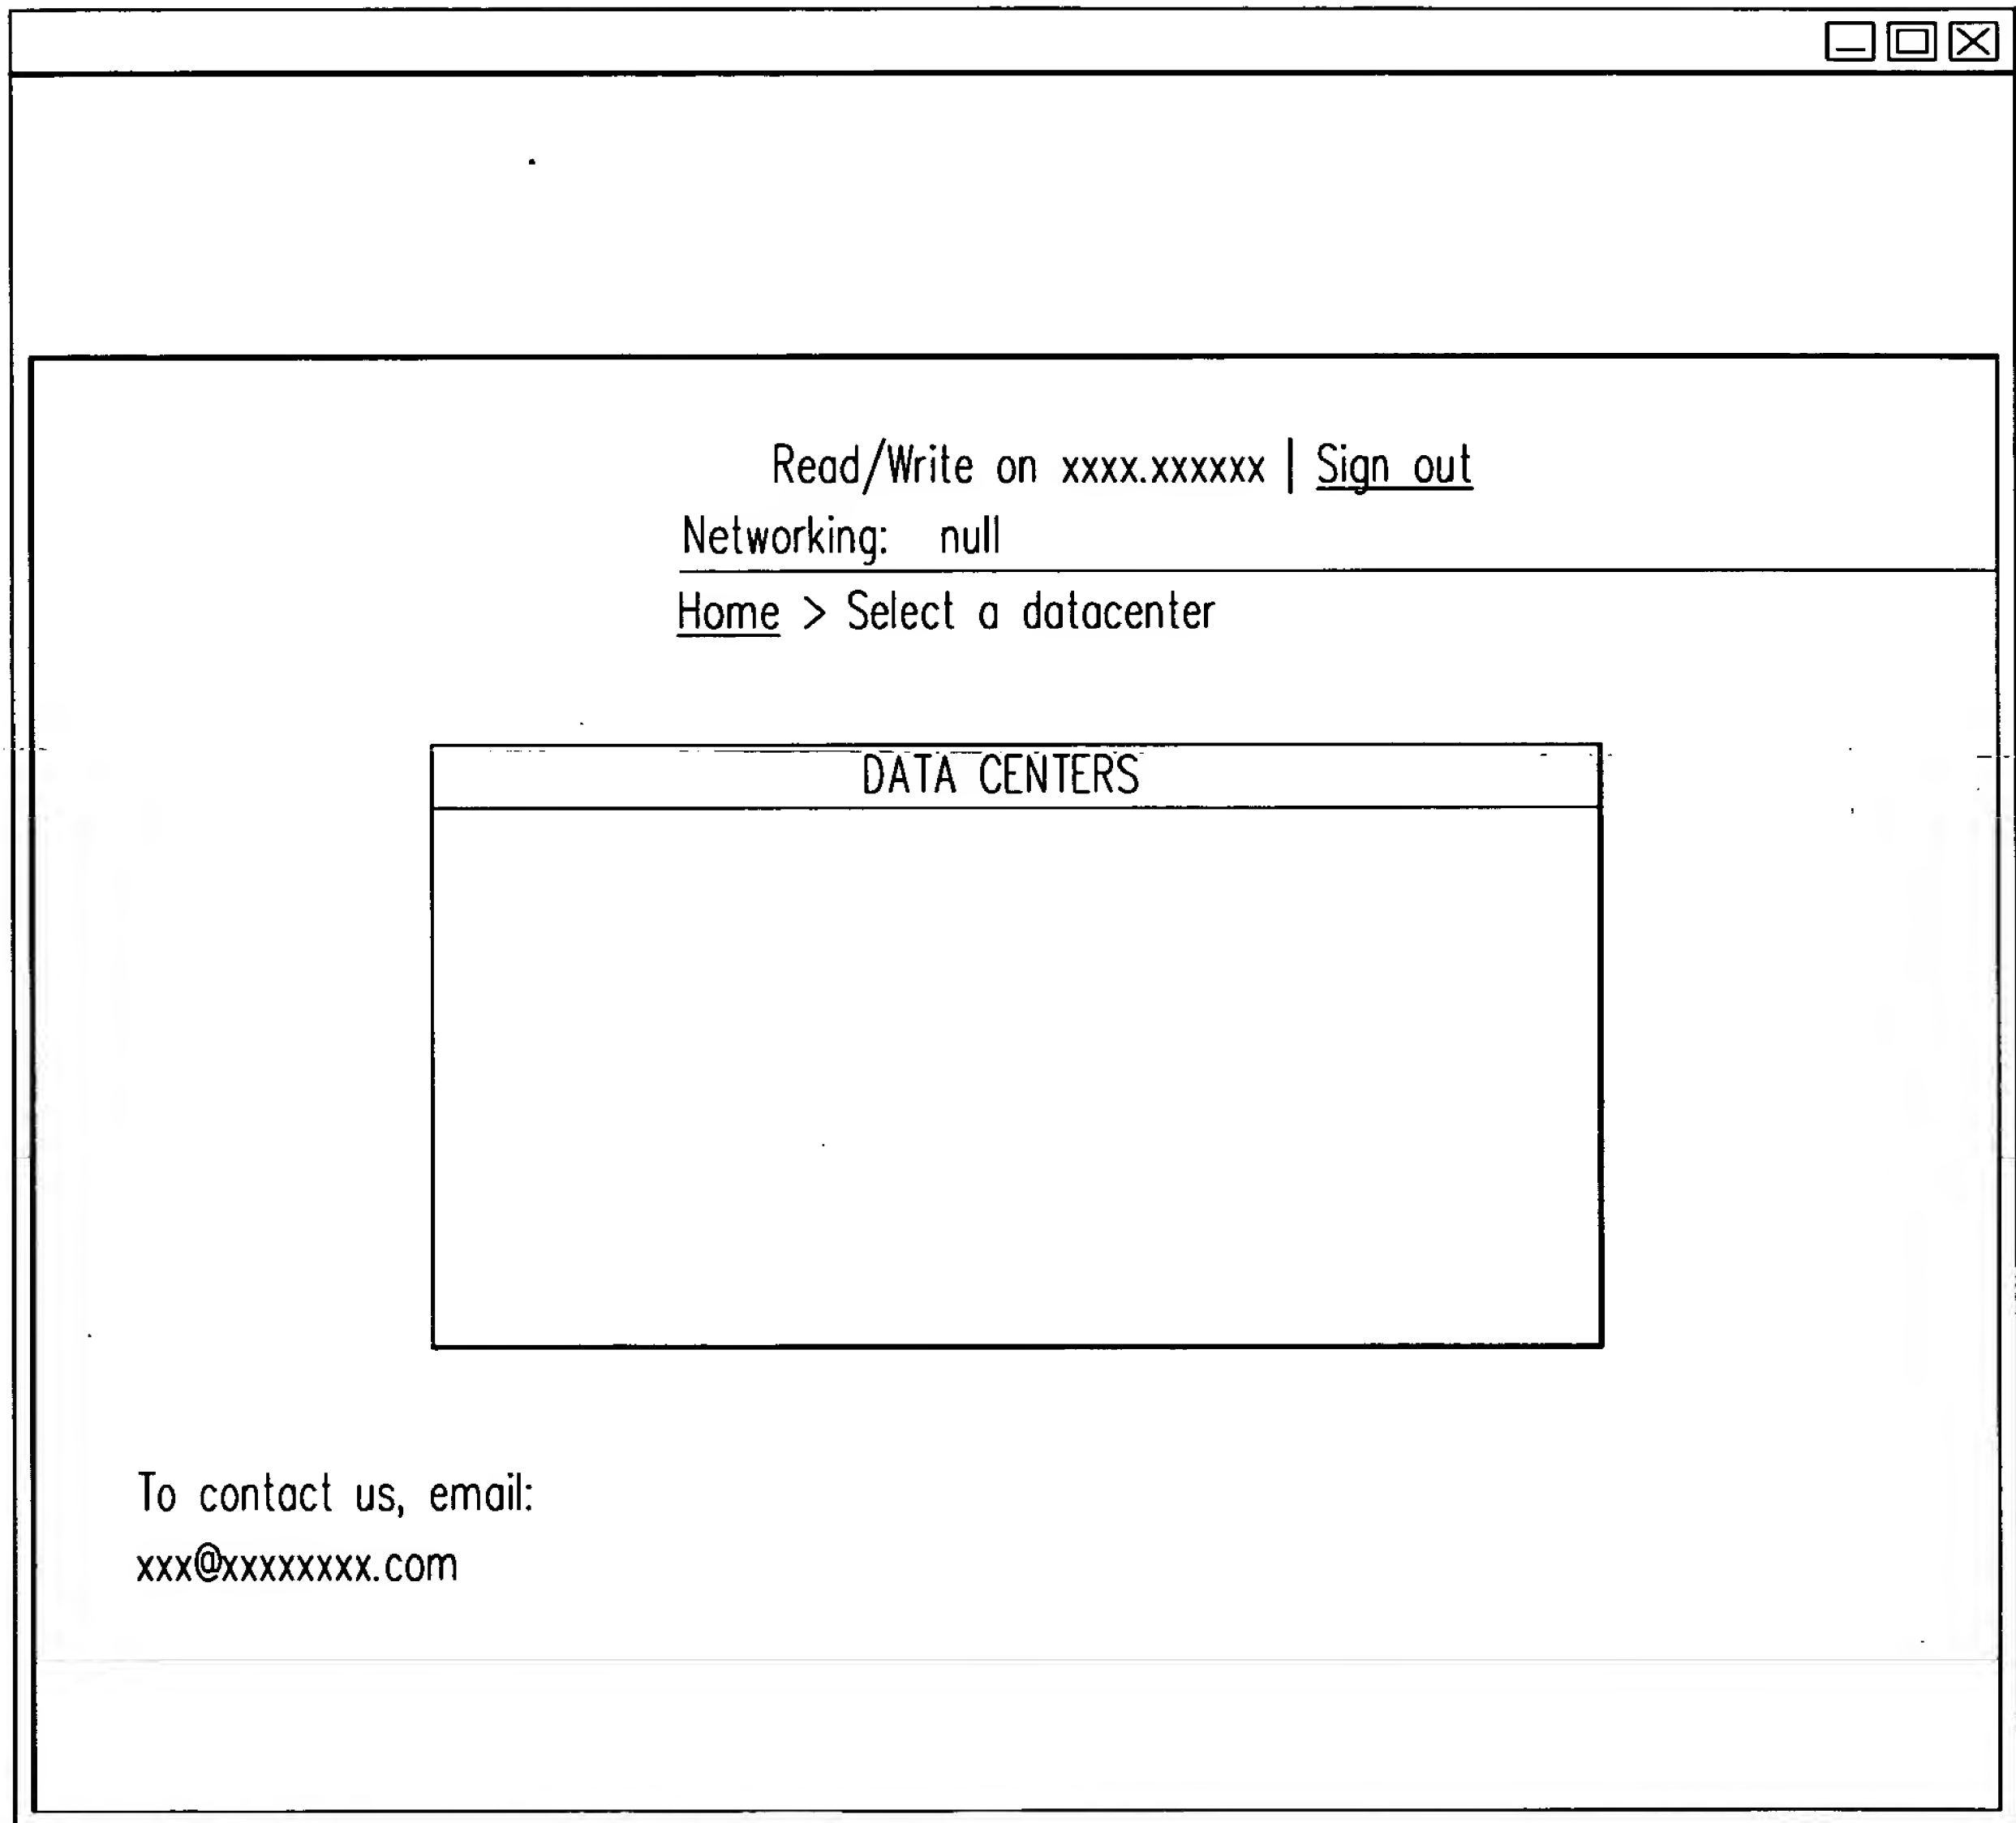 Read/Write on xxxx.xxxxxx | Sign out
Networking: null
Home > Select a datacenter
DATA CENTERS
To contact us, email:
xxx@xxxxxxxx.com